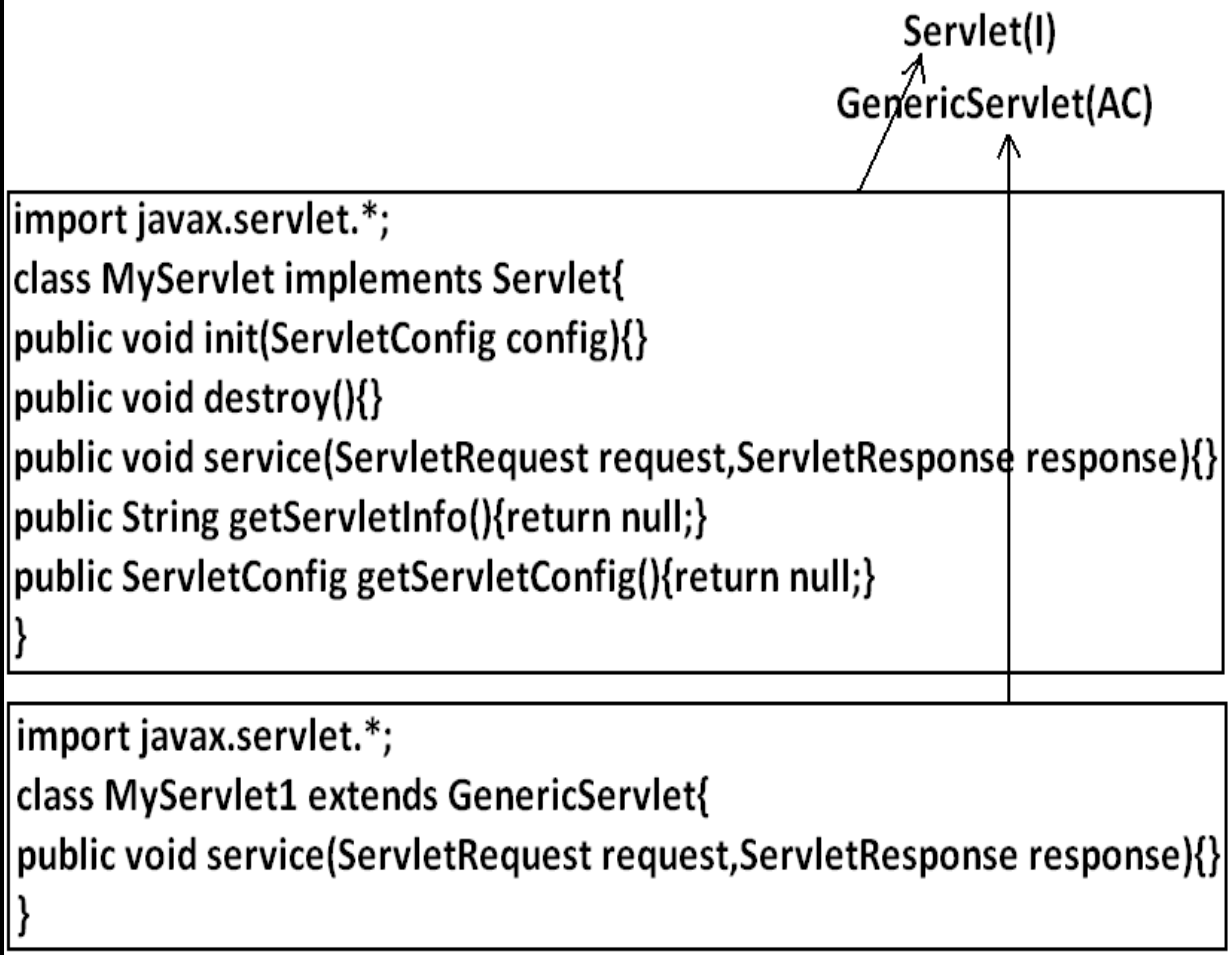 Servlet(I)
GenericServlet(AC)
import javax.servlet.*;
class MyServlet implements Servlet{
public void init(ServletConfig config){}
public void destroy(){}
public void service(ServletRequest request,ServletResponse response){}
public String getServletInfo(){return null;}
public ServletConfig getServletConfig(){return null;}
}
import javax.servlet.*;
class MyServlet1 extends GenericServlet{
public void service(ServletRequest request,ServletResponse response){}
}